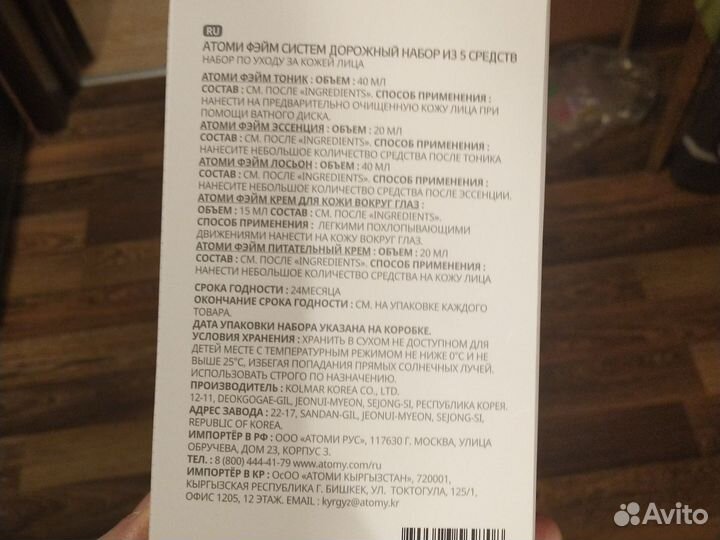 RU
АТОМИ ФЭЙМ СИСТЕМ ДОРОЖНЫЙ НАБОР ИЗ 5 СРЕДСТВ
НАБОР ПО УХОДУ ЗА КОЖЕЙ ЛИЦА
АТОМИ ФЭЙМ ТОНИК : ОБЪЕМ : 40 МЛ
СОСТАВ : СМ. ПОСЛЕ «INGREDIENTS». СПОСОБ ПРИМЕНЕНИЯ :
НАНЕСТИ НА ПРЕДВАРИТЕЛЬНО ОЧИЩЕННУЮ КОЖУ ЛИЦА ПРИ
ПОМОЩИ ВАТНОГО ДИСКА.
АТОМИ ФЭЙМ ЭССЕНЦИЯ : ОБЪЕМ : 20 МЛ
СОСТАВ : СМ. ПОСЛЕ «INGREDIENTS». СПОСОБ ПРИМЕНЕНИЯ :
НАНЕСИТЕ НЕБОЛЬШОЕ КОЛИЧЕСТВО СРЕДСТВА ПОСЛЕ ТОНИКА
АТОМИ ФЭЙМ ЛОСЬОН : ОБЪЕМ : 40 МЛ
СОСТАВ : СМ. ПОСЛЕ «INGREDIENTS». СПОСОБ ПРИМЕНЕНИЯ :
НАНЕСИТЕ НЕБОЛЬШОЕ КОЛИЧЕСТВО СРЕДСТВА ПОСЛЕ ЭССЕНЦИИ.
АТОМИ ФЭЙМ КРЕМ ДЛЯ КОЖИ ВОКРУГ ГЛАЗ :
ОБЪЕМ : 15 МЛ СОСТАВ : СМ. ПОСЛЕ «INGREDIENTS».
СПОСОБ ПРИМЕНЕНИЯ : ЛЕГКИМИ ПОХЛОПЫВАЮЩИМИ
ДВИЖЕНИЯМИ НАНЕСТИ НА КОЖУ ВОКРУГ ГЛАЗ.
АТОМИ ФЭЙМ ПИТАТЕЛЬНЫЙ КРЕМ : ОБЪЕМ : 20 МЛ
СОСТАВ : СМ. ПОСЛЕ «INGREDIENTS». СПОСОБ ПРИМЕНЕНИЯ :
НАНЕСТИ НЕБОЛЬШОЕ КОЛИЧЕСТВО СРЕДСТВА НА КОЖУ ЛИЦА
СРОКА ГОДНОСТИ : 24МЕСЯЦА
ОКОНЧАНИЕ СРОКА ГОДНОСТИ : СМ. НА УПАКОВКЕ КАЖДОГО
ТОВАРА.
ДАТА УПАКОВКИ НАБОРА УКАЗАНА НА КОРОБКЕ.
УСЛОВИЯ ХРАНЕНИЯ : ХРАНИТЬ В СУХОМ НЕ ДОСТУПНОМ ДЛЯ
ДЕТЕЙ МЕСТЕ С ТЕМПЕРАТУРНЫМ РЕЖИМОМ НЕ НИЖЕ 0°С И НЕ
ВЫШЕ 25°С, ИЗБЕГАЯ ПОПАДАНИЯ ПРЯМЫХ СОЛНЕЧНЫХ ЛУЧЕЙ.
ИСПОЛЬЗОВАТЬ СТРОГО ПО НАЗНАЧЕНИЮ.
ПРОИЗВОДИТЕЛЬ : KOLMAR KOREA CO., LTD.
12-11, DEOKGOGAE-GIL, JEONUI-MYEON, SEJONG-SI, РЕСПУБЛИКА КОРЕЯ.
АДРЕС ЗАВОДА : 22-17, SANDAN-GIL, JEONUI-MYEON, SEJONG-SI,
REPUBLIC OF KOREA.
ИМПОРТЁР В РФ : ООО «АТОМИ РУС», 117630 Г. МОСКВА, УЛИЦА
ОБРУЧЕВА, ДОМ 23, КОРПУС 3.
ТЕЛ. : 8 (800) 444-41-79 www.atomy.com/ru
ИМПОРТЁР В КР : ОсОО «АТОМИ КЫРГЫЗСТАН», 720001,
КЫРГЫЗСКАЯ РЕСПУБЛИКА Г. БИШКЕК, УЛ. ТОКТОГУЛА, 125/1,
ОФИС 1205, 12 ЭТАЖ. EMAIL : kyrgyz@atomy.kr
Avito